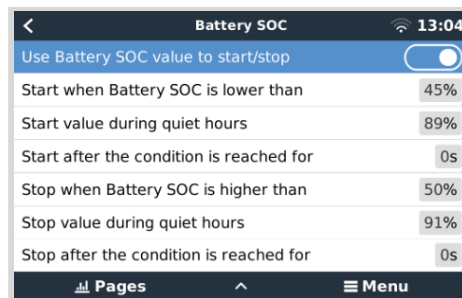 Battery SOC 13:04
Use Battery SOC value to start/stop
Start when Battery SOC is lower than 45%
Start value during quiet hours 89%
Start after the condition is reached for 0s
Stop when Battery SOC is higher than 50%
Stop value during quiet hours 91%
Stop after the condition is reached for 0s
Pages Menu